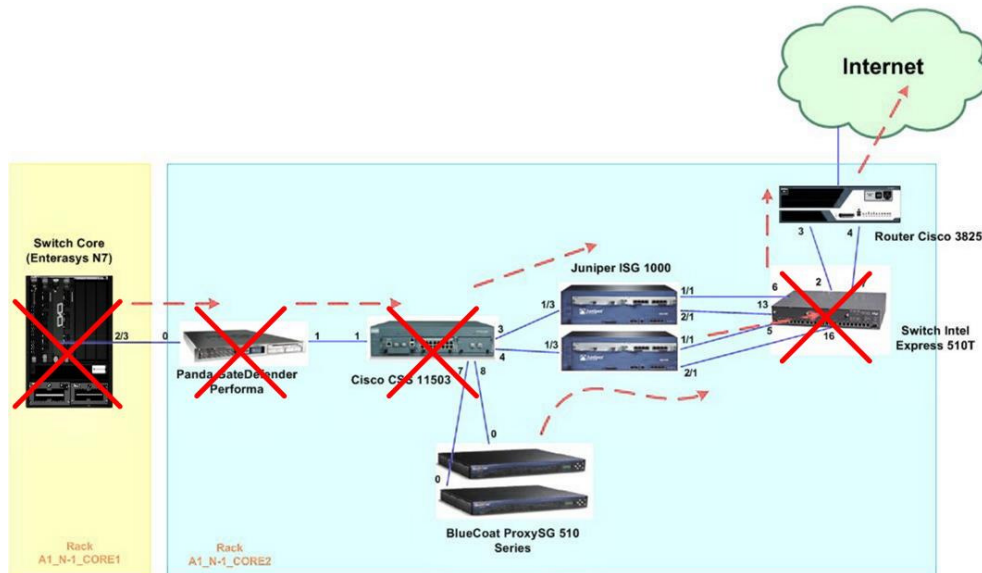 Internet
Switch Core
(Enterasys N7)
2/3
0
Panda GateDefender
Performa
1
1
Cisco CSS 11503
3
4
7
8
Juniper ISG 1000
1/3
1/3
1/1
2/1
1/1
2/1
6
13
5
16
2
7
3
4
Router Cisco 3825
Switch Intel
Express 510T
0
0
BlueCoat ProxySG 510
Series
Rack
A1_N-1_CORE1
Rack
A1_N-1_CORE2